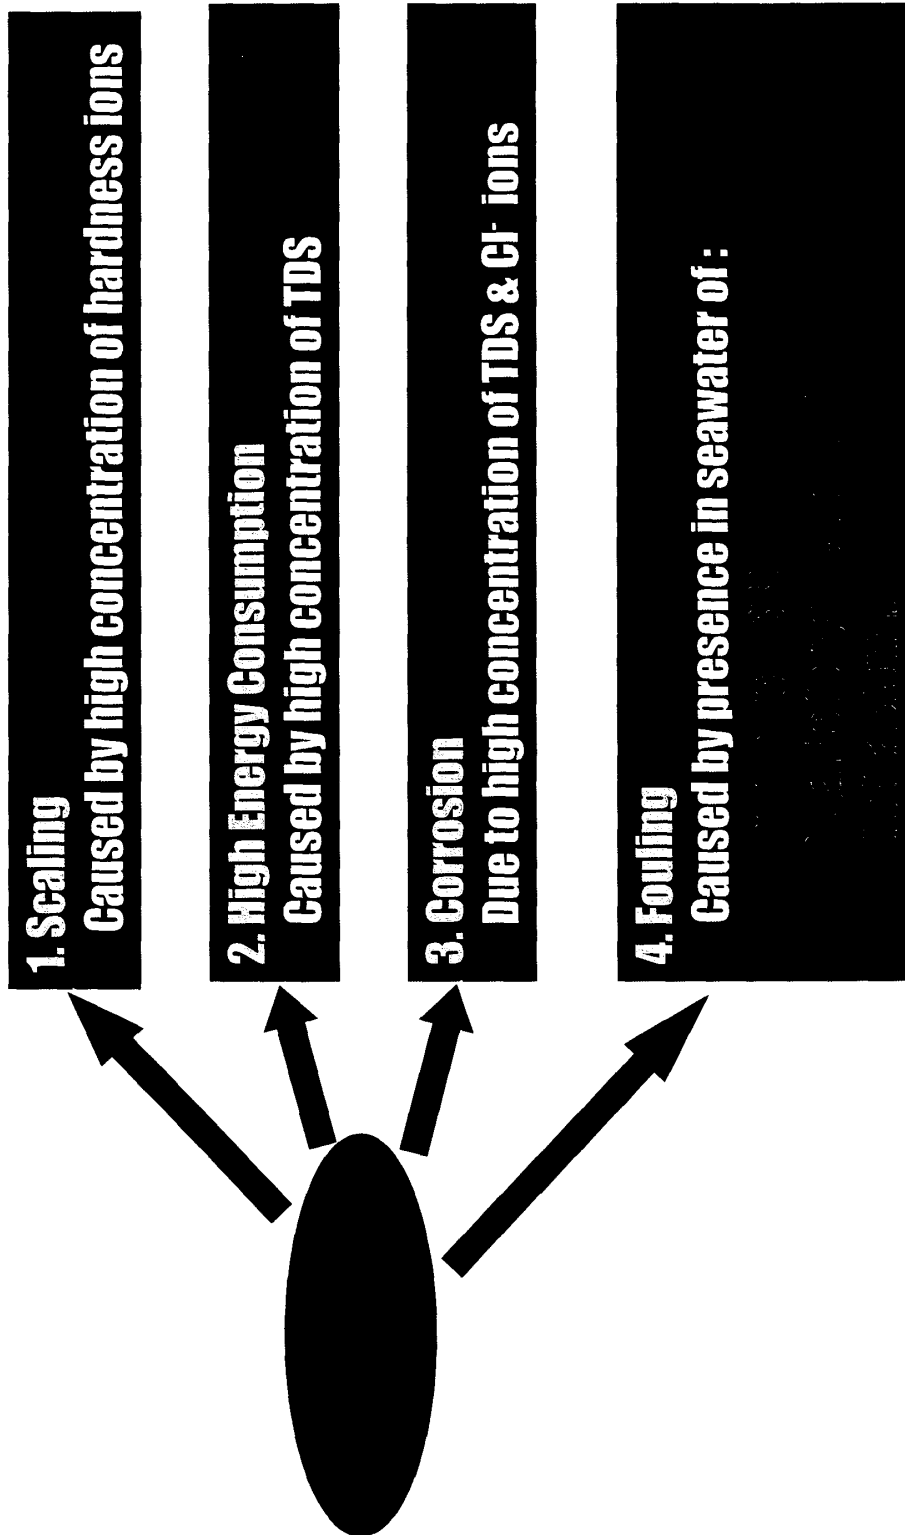 1. Scaling
Caused by high concentration of hardness ions
2. High Energy Consumption
Caused by high concentration of TDS
3. Corrosion
Due to high concentration of TDS & Cl- ions
4. Fouling
Caused by presence in seawater of :